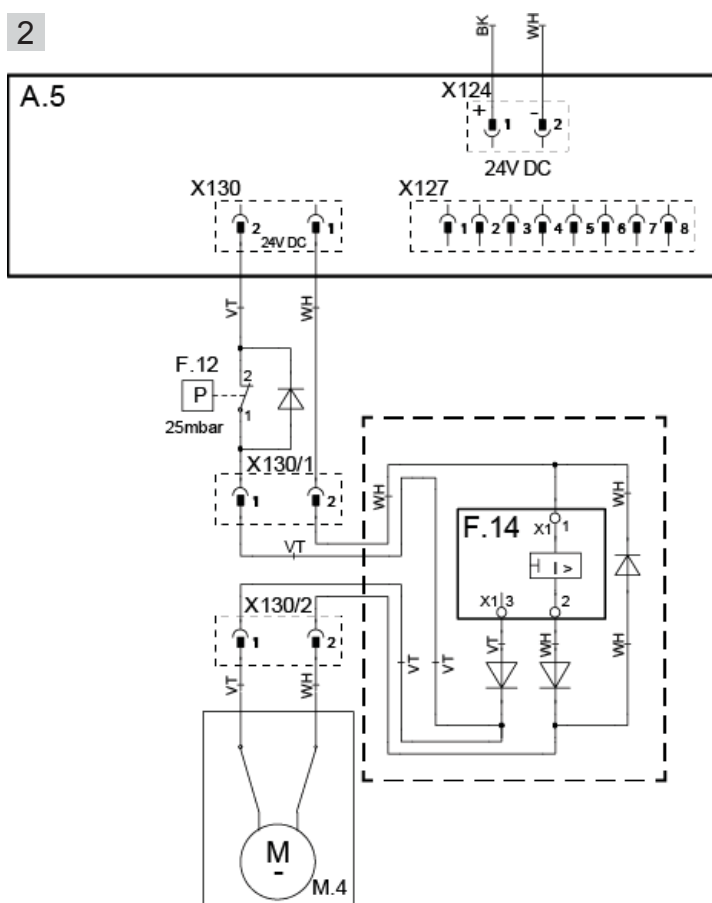 2
BK
WH
A.5
X124
+
-
1
2
24V DC
X130
X127
2
1
24V DC
1 2 3 4 5 6 7 8
VT
WH
F.12
2
P
1
25mbar
X130/1
1
2
WH
WH
F.14
X1 1
VT
I >
X130/2
X1 3
2
1
2
VT
VT
VT
WH
WH
VT
WH
M
-
M.4